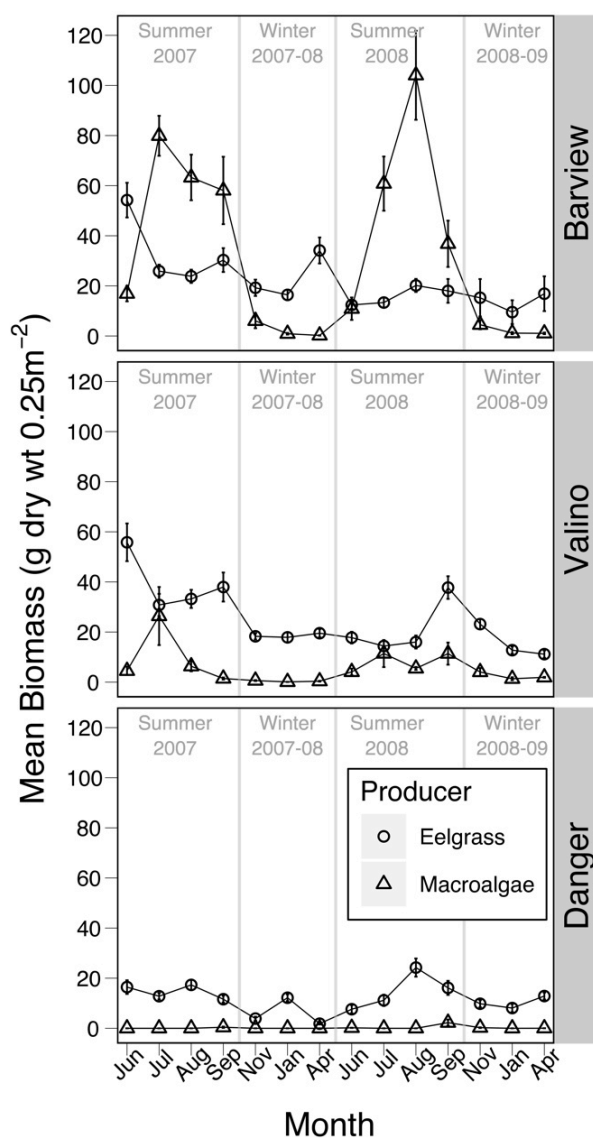 Mean Biomass (g dry wt 0.25m⁻²)
Summer
2007
Winter
2007-08
Summer
2008
Winter
2008-09
120
100
80
60
40
20
0
Barview
Summer
2007
Winter
2007-08
Summer
2008
Winter
2008-09
120
100
80
60
40
20
0
Valino
Summer
2007
Winter
2007-08
Summer
2008
Winter
2008-09
120
100
80
60
40
20
0
Danger
Producer
Eelgrass
Macroalgae
Jun Jul Aug Sep Nov Jan Apr Jun Jul Aug Sep Nov Jan Apr
Month